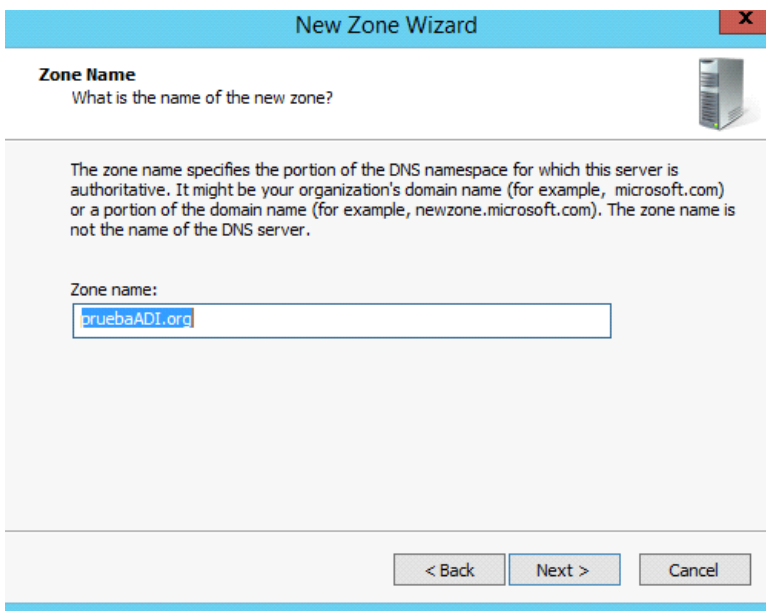 New Zone Wizard
x
Zone Name
What is the name of the new zone?
The zone name specifies the portion of the DNS namespace for which this server is
authoritative. It might be your organization's domain name (for example, microsoft.com)
or a portion of the domain name (for example, newzone.microsoft.com). The zone name is
not the name of the DNS server.
Zone name:
pruebaADI.org
< Back Next > Cancel